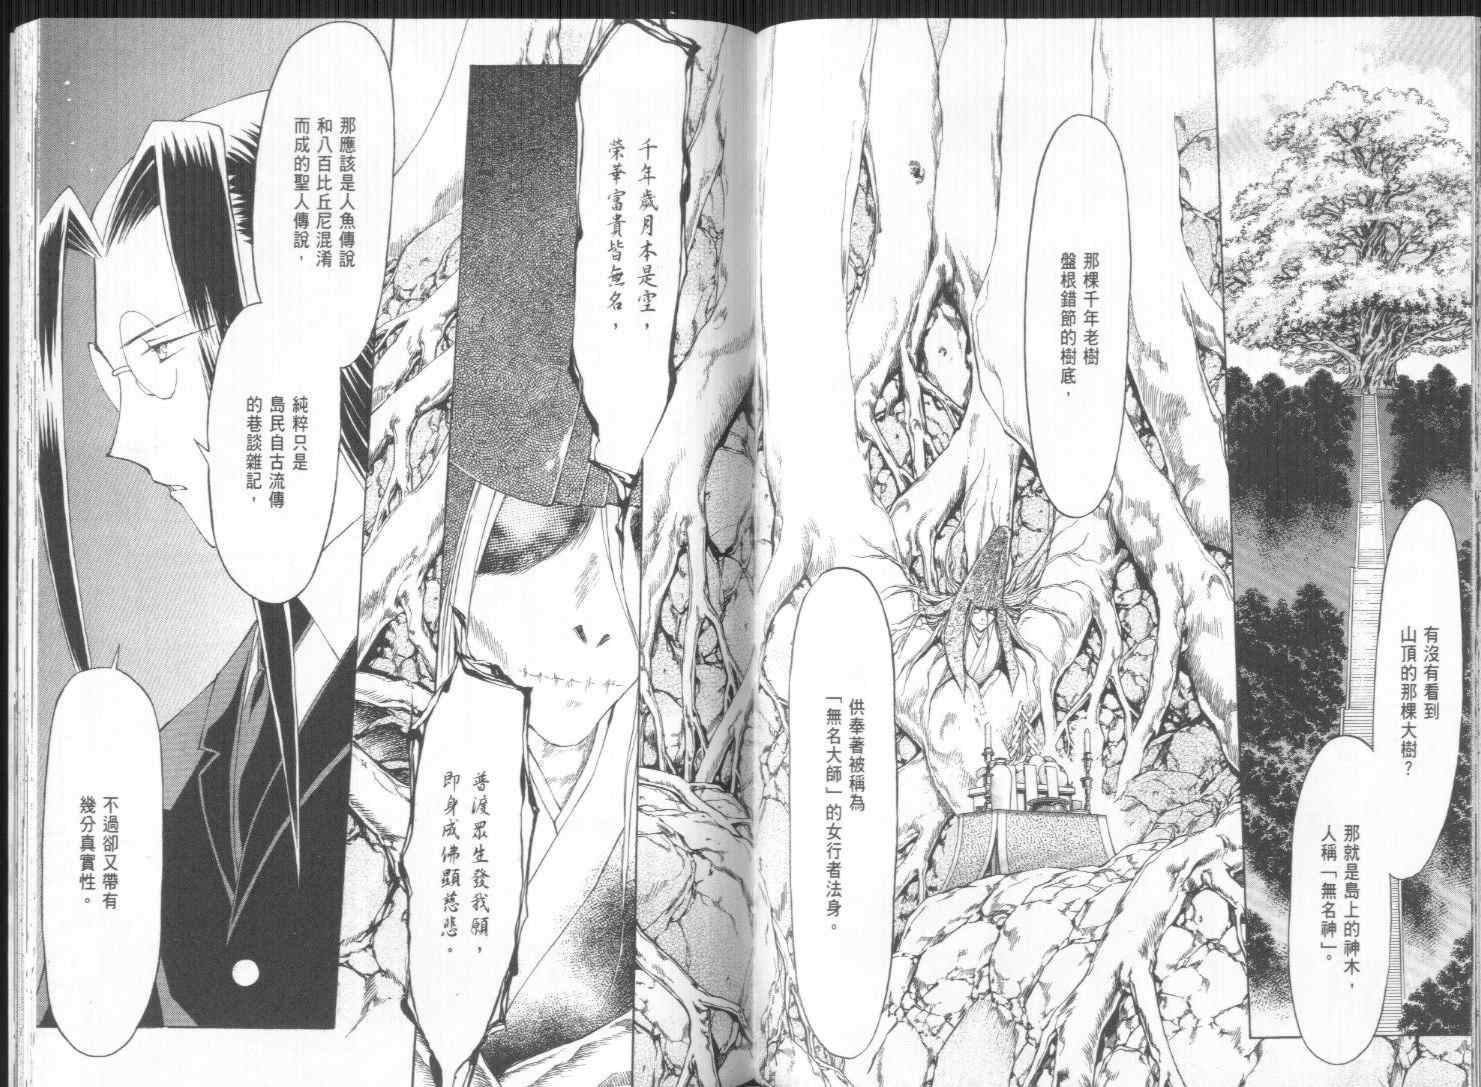 有沒有看到
山頂的那棵大樹？
那就是島上的神木，
人稱「無名神」。
那棵千年老樹
盤根錯節的樹底，
供奉著被稱為
「無名大師」的女行者法身。
千年歲月本是空，
榮華富貴皆無名，
普渡眾生發我願，
即身成佛顯慈悲。
那應該是人魚傳說
和八百比丘尼混淆
而成的聖人傳說，
純粹只是
島民自古流傳
的巷談雜記，
不過卻又帶有
幾分真實性。